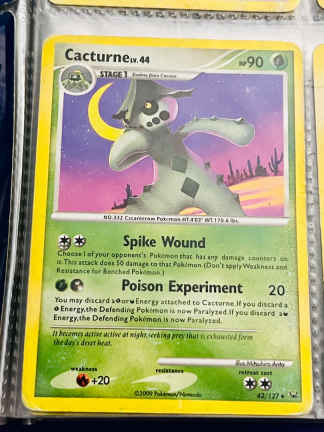 Cacturne LV. 44
HP 90
STAGE 1 Evolves from Cacnea
NO. 332 Scarecrow Pokémon HT. 4'03" WT. 170.6 lbs.
Spike Wound
Choose 1 of your opponent's Pokémon that has any damage counters on
it. This attack does 50 damage to that Pokémon. (Don't apply Weakness and
Resistance for Benched Pokémon.)
Poison Experiment 20
You may discard a or Energy attached to Cacturne. If you discard a
Energy, the Defending Pokémon is now Paralyzed. If you discard a
Energy, the Defending Pokémon is now Paralyzed.
It becomes active active at night, seeking prey that is exhausted form
the day's desert heat.
weakness
resistance
retreat cost
+20
Illus. Mitsuhiro Arita
©2009 Pokémon/Nintendo
42/127